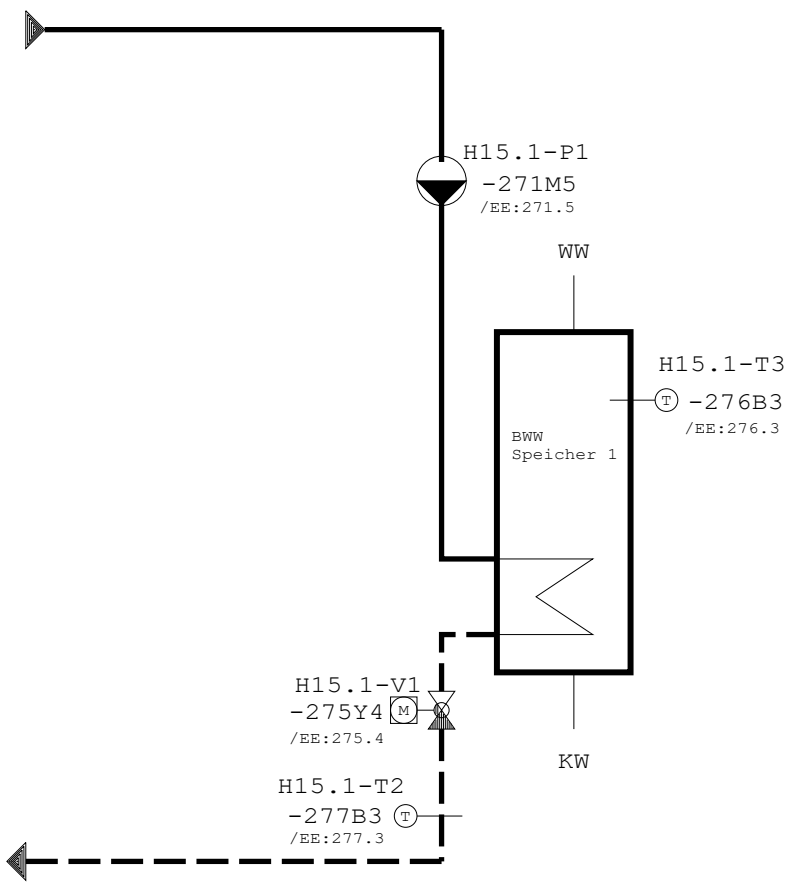 H15.1-P1
-271M5
/EE:271.5
WW
H15.1-T3
T
-276B3
/EE:276.3
BWW
Speicher 1
H15.1-V1
-275Y4
M
/EE:275.4
KW
H15.1-T2
-277B3
T
/EE:277.3